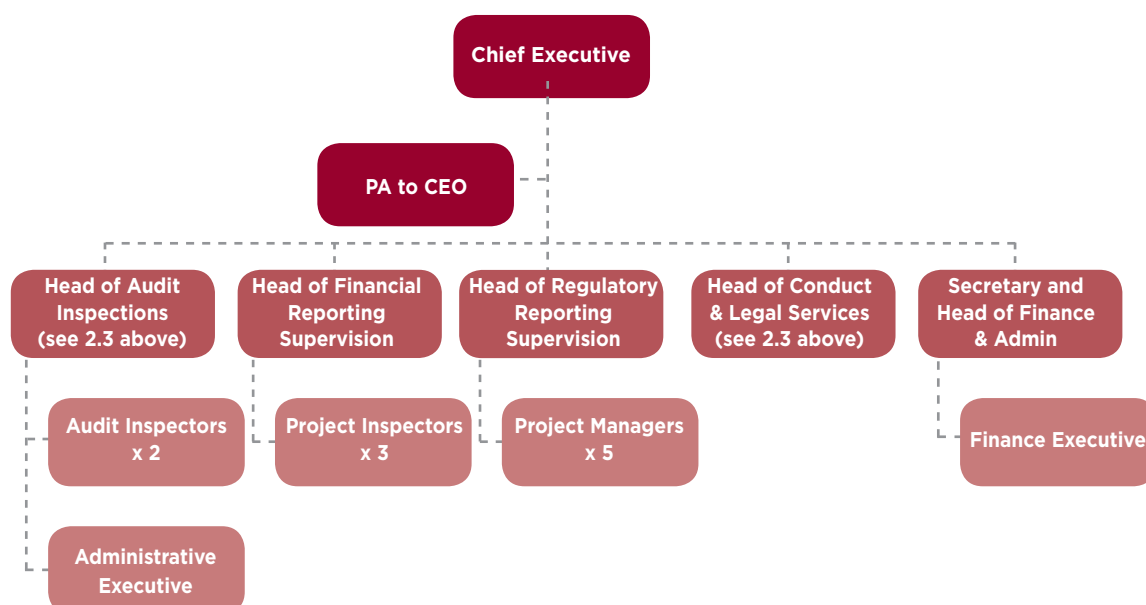 Chief Executive
PA to CEO
Head of Audit
Inspections
(see 2.3 above)
Head of Financial
Reporting
Supervision
Head of Regulatory
Reporting
Supervision
Head of Conduct
& Legal Services
(see 2.3 above)
Secretary and
Head of Finance
& Admin
Audit Inspectors
x 2
Project Inspectors
x 3
Project Managers
x 5
Finance Executive
Administrative
Executive